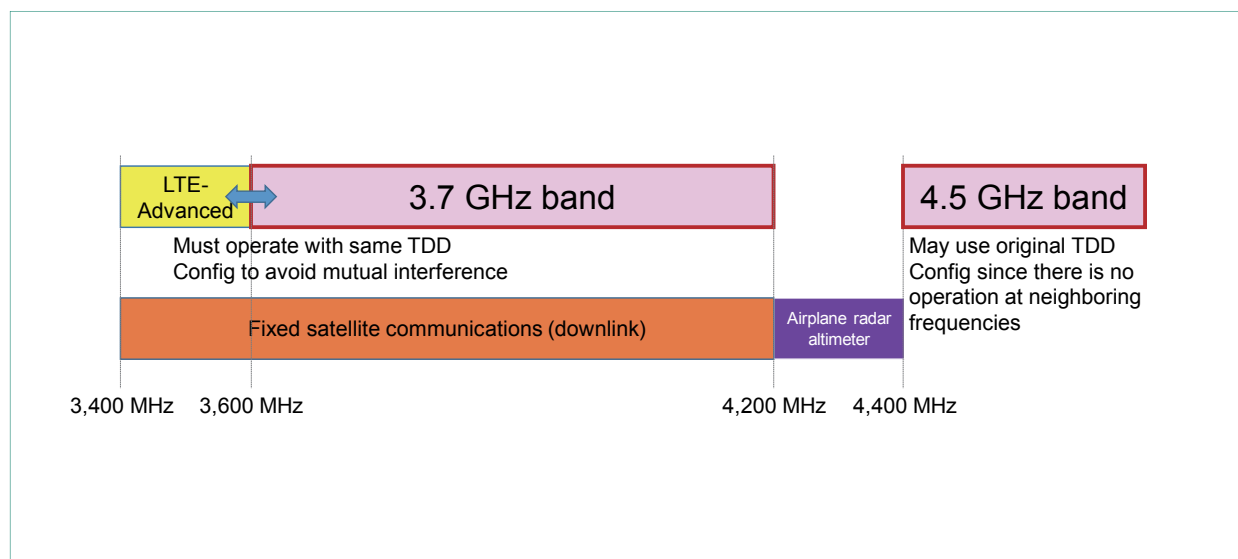 LTE-
Advanced
3.7 GHz band
4.5 GHz band
Must operate with same TDD
Config to avoid mutual interference
May use original TDD
Config since there is no
operation at neighboring
frequencies
Fixed satellite communications (downlink)
Airplane radar
altimeter
3,400 MHz
3,600 MHz
4,200 MHz
4,400 MHz